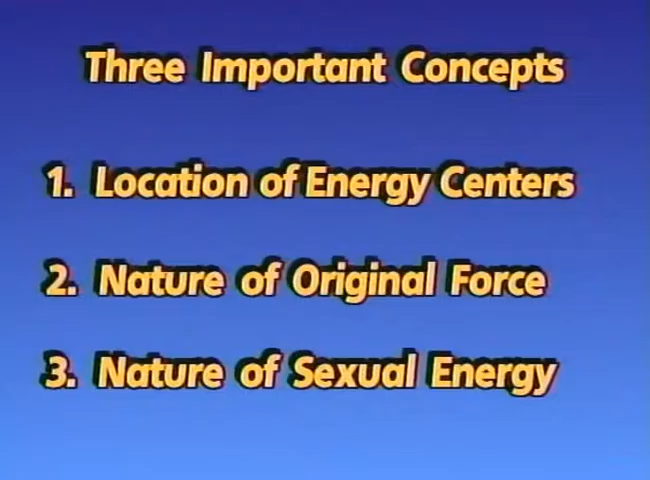 Three Important Concepts
1. Location of Energy Centers
2. Nature of Original Force
3. Nature of Sexual Energy